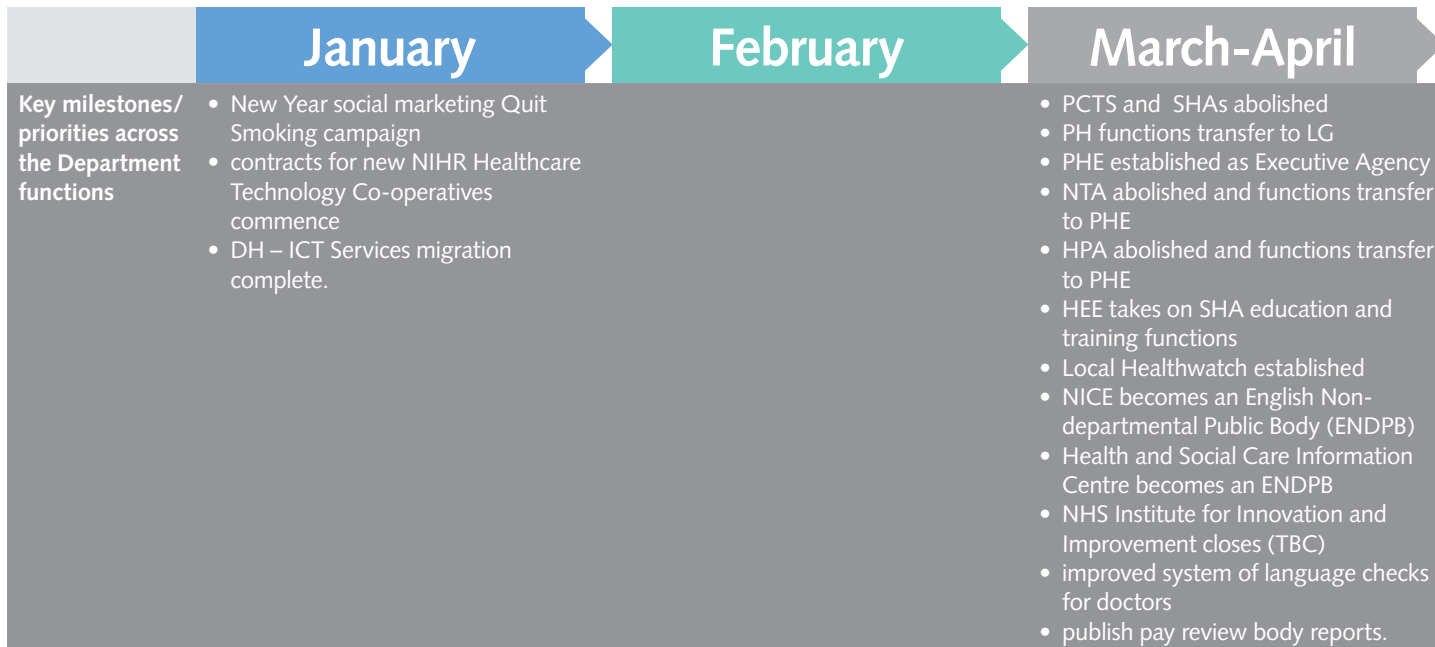 January
February
March-April
Key milestones/
priorities across
the Department
functions
• New Year social marketing Quit
Smoking campaign
• contracts for new NIHR Healthcare
Technology Co-operatives
commence
• DH – ICT Services migration
complete.
• PCTS and SHAs abolished
• PH functions transfer to LG
• PHE established as Executive Agency
• NTA abolished and functions transfer
to PHE
• HPA abolished and functions transfer
to PHE
• HEE takes on SHA education and
training functions
• Local Healthwatch established
• NICE becomes an English Non-
departmental Public Body (ENDPB)
• Health and Social Care Information
Centre becomes an ENDPB
• NHS Institute for Innovation and
Improvement closes (TBC)
• improved system of language checks
for doctors
• publish pay review body reports.